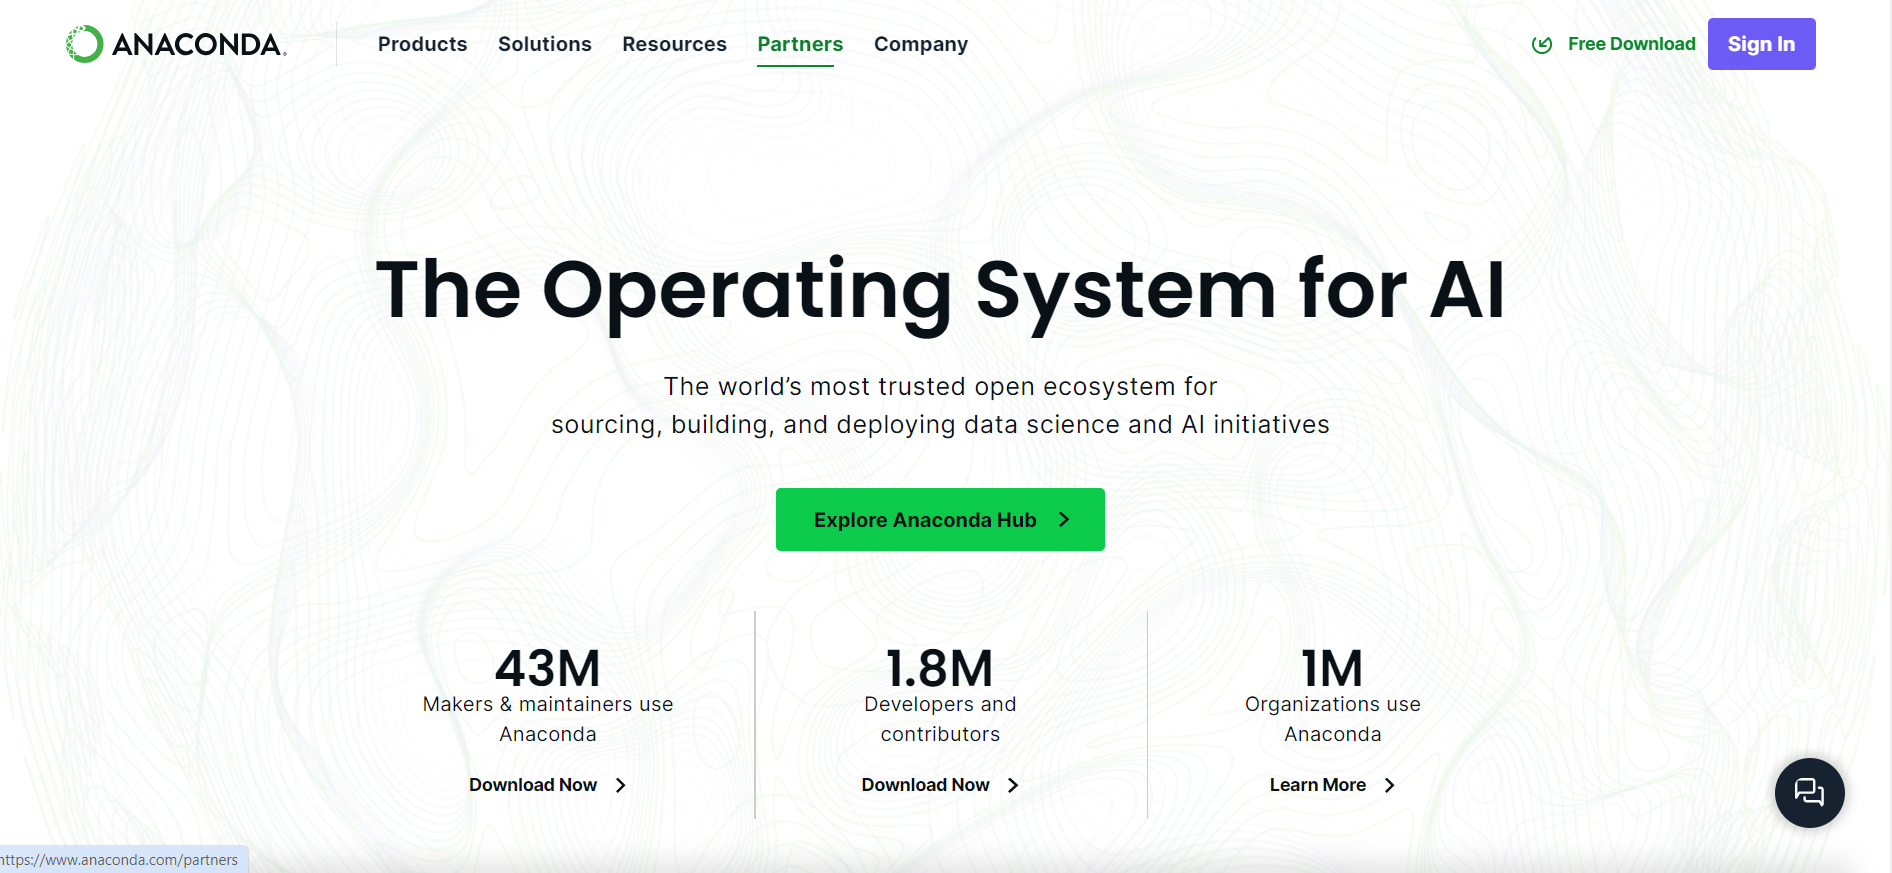 ANACONDA.
Products Solutions Resources Partners Company
Free Download
Sign In
The Operating System for AI
The world’s most trusted open ecosystem for
sourcing, building, and deploying data science and AI initiatives
Explore Anaconda Hub
43M
Makers & maintainers use
Anaconda
Download Now
1.8M
Developers and
contributors
Download Now
1M
Organizations use
Anaconda
Learn More
https://www.anaconda.com/partners